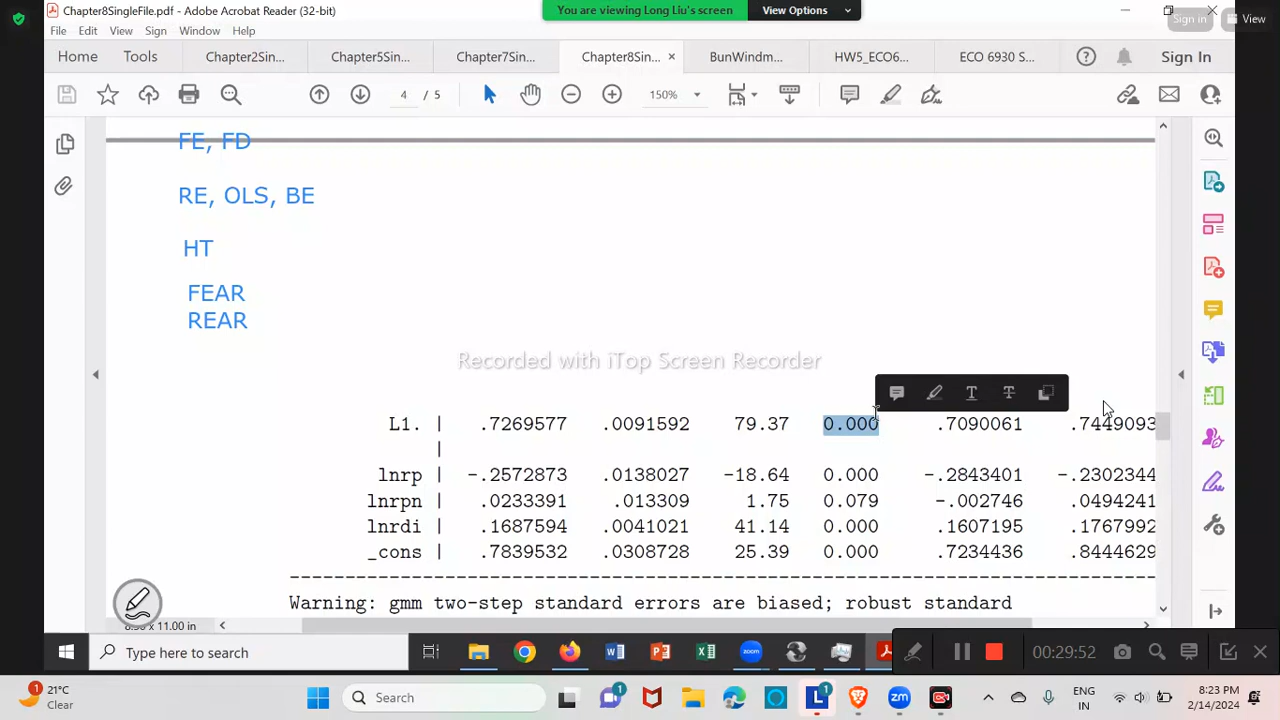 Chapter8SingleFile.pdf - Adobe Acrobat Reader (32-bit)
You are viewing Long Liu's screen
View Options
Sign in
View
File Edit View Sign Window Help
Home Tools Chapter2Sin... Chapter5Sin... Chapter7Sin... Chapter8Sin... BunWindm... HW5_ECO6... ECO 6930 S... Sign In
4 / 5 150%
FE, FD
RE, OLS, BE
HT
FEAR
REAR
Recorded with iTop Screen Recorder
L1. | .7269577 .0091592 79.37 0.000 .7090061 .7449093
|
lnrp | -.2572873 .0138027 -18.64 0.000 -.2843401 -.2302344
lnrpn | .0233391 .013309 1.75 0.079 -.002746 .0494241
lnrdi | .1687594 .0041021 41.14 0.000 .1607195 .1767992
_cons | .7839532 .0308728 25.39 0.000 .7234436 .8444629
Warning: gmm two-step standard errors are biased; robust standard
8.50 x 11.00 in
Type here to search
00:29:52
1
21°C
Clear
Search
1
1
ENG
IN
8:23 PM
2/14/2024